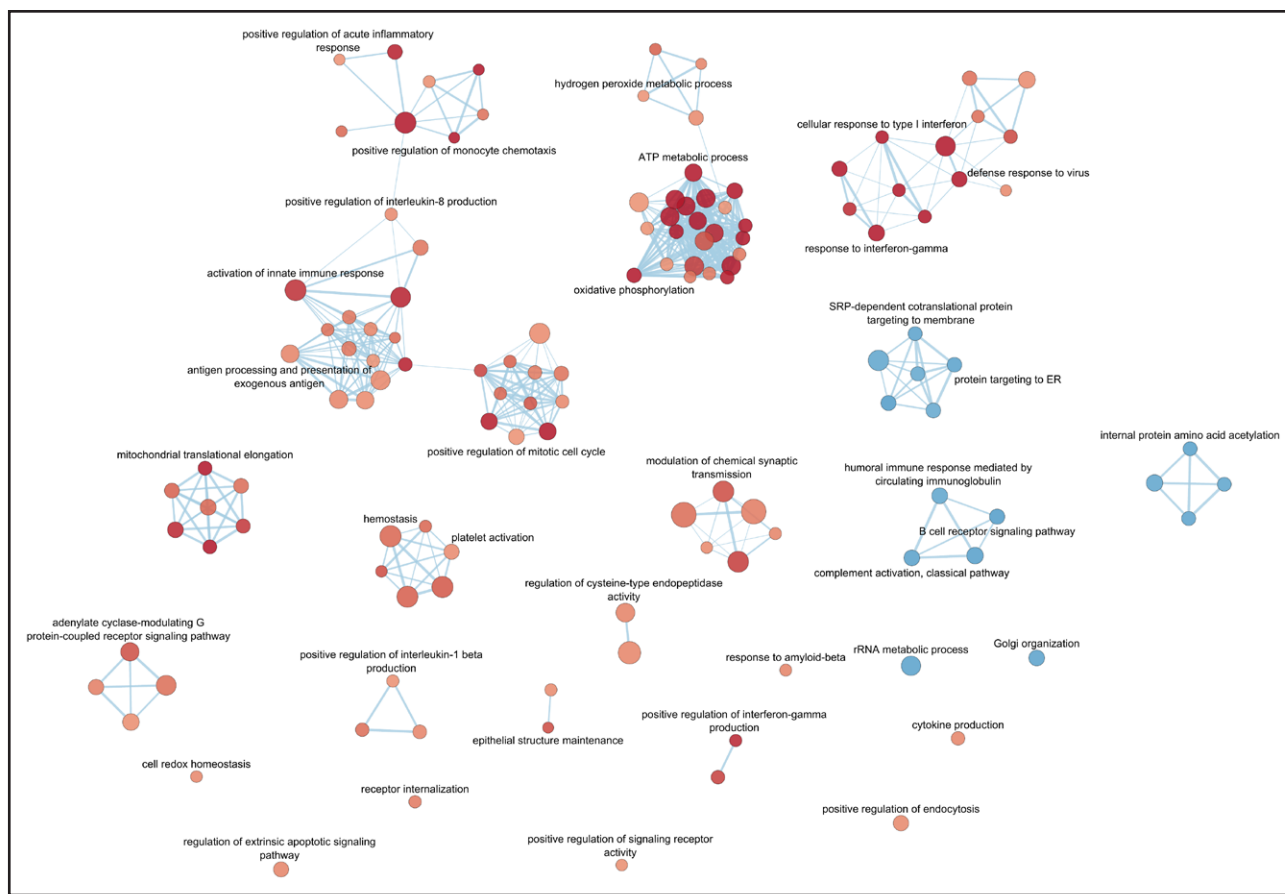 positive regulation of acute inflammatory
response
hydrogen peroxide metabolic process
cellular response to type I interferon
positive regulation of monocyte chemotaxis
ATP metabolic process
defense response to virus
positive regulation of interleukin-8 production
response to interferon-gamma
activation of innate immune response
oxidative phosphorylation
SRP-dependent cotranslational protein
targeting to membrane
antigen processing and presentation of
exogenous antigen
protein targeting to ER
positive regulation of mitotic cell cycle
internal protein amino acid acetylation
mitochondrial translational elongation
modulation of chemical synaptic
transmission
humoral immune response mediated by
circulating immunoglobulin
hemostasis
platelet activation
B cell receptor signaling pathway
complement activation, classical pathway
regulation of cysteine-type endopeptidase
activity
adenylate cyclase-modulating G
protein-coupled receptor signaling pathway
positive regulation of interleukin-1 beta
production
response to amyloid-beta
rRNA metabolic process
Golgi organization
epithelial structure maintenance
positive regulation of interferon-gamma
production
cytokine production
cell redox homeostasis
receptor internalization
positive regulation of endocytosis
regulation of extrinsic apoptotic signaling
pathway
positive regulation of signaling receptor
activity